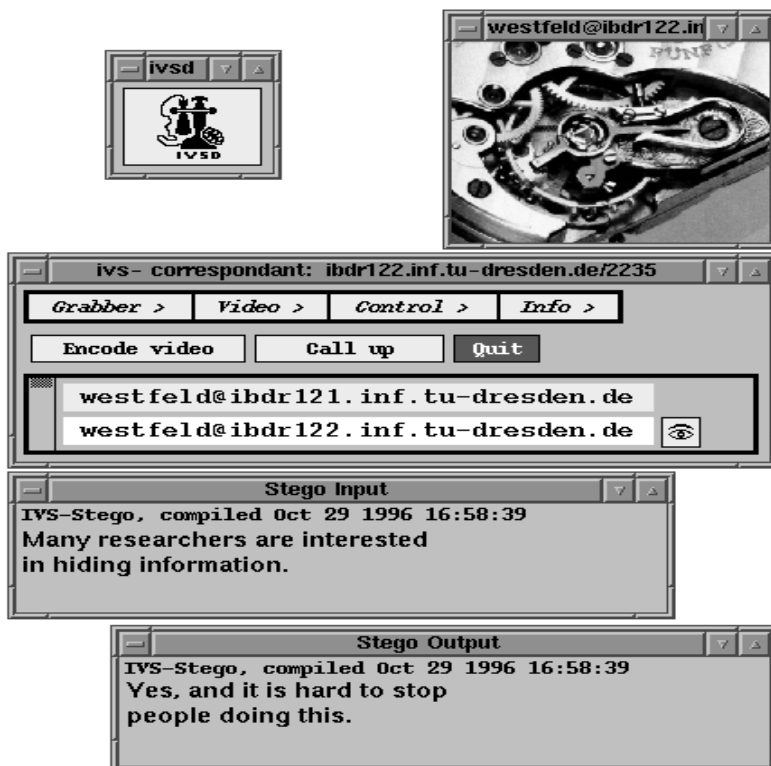 ivsd
IVSD
westfeld@ibdr122.in
ivs- correspondant: ibdr122.inf.tu-dresden.de/2235
Grabber > Video > Control > Info >
Encode video Call up Quit
westfeld@ibdr121.inf.tu-dresden.de
westfeld@ibdr122.inf.tu-dresden.de
Stego Input
IVS-Stego, compiled Oct 29 1996 16:58:39
Many researchers are interested
in hiding information.
Stego Output
IVS-Stego, compiled Oct 29 1996 16:58:39
Yes, and it is hard to stop
people doing this.